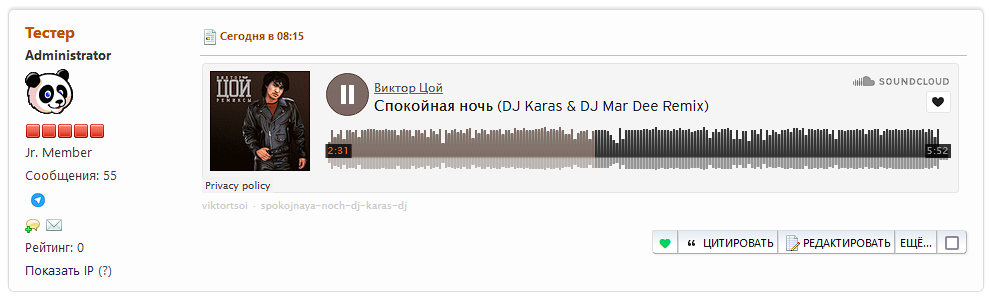 Тестер
Administrator
Jr. Member
Сообщения: 55
Рейтинг: 0
Показать IP (?)
Сегодня в 08:15
ВИКТОР
ЦОЙ
РЕМИКСЫ
Виктор Цой
SOUNDCLOUD
Спокойная ночь (DJ Karas & DJ Mar Dee Remix)
2:31
5:52
Privacy policy
viktortsoi · spokojnaya-noch-dj-karas-dj
ЦИТИРОВАТЬ РЕДАКТИРОВАТЬ ЕЩЁ...